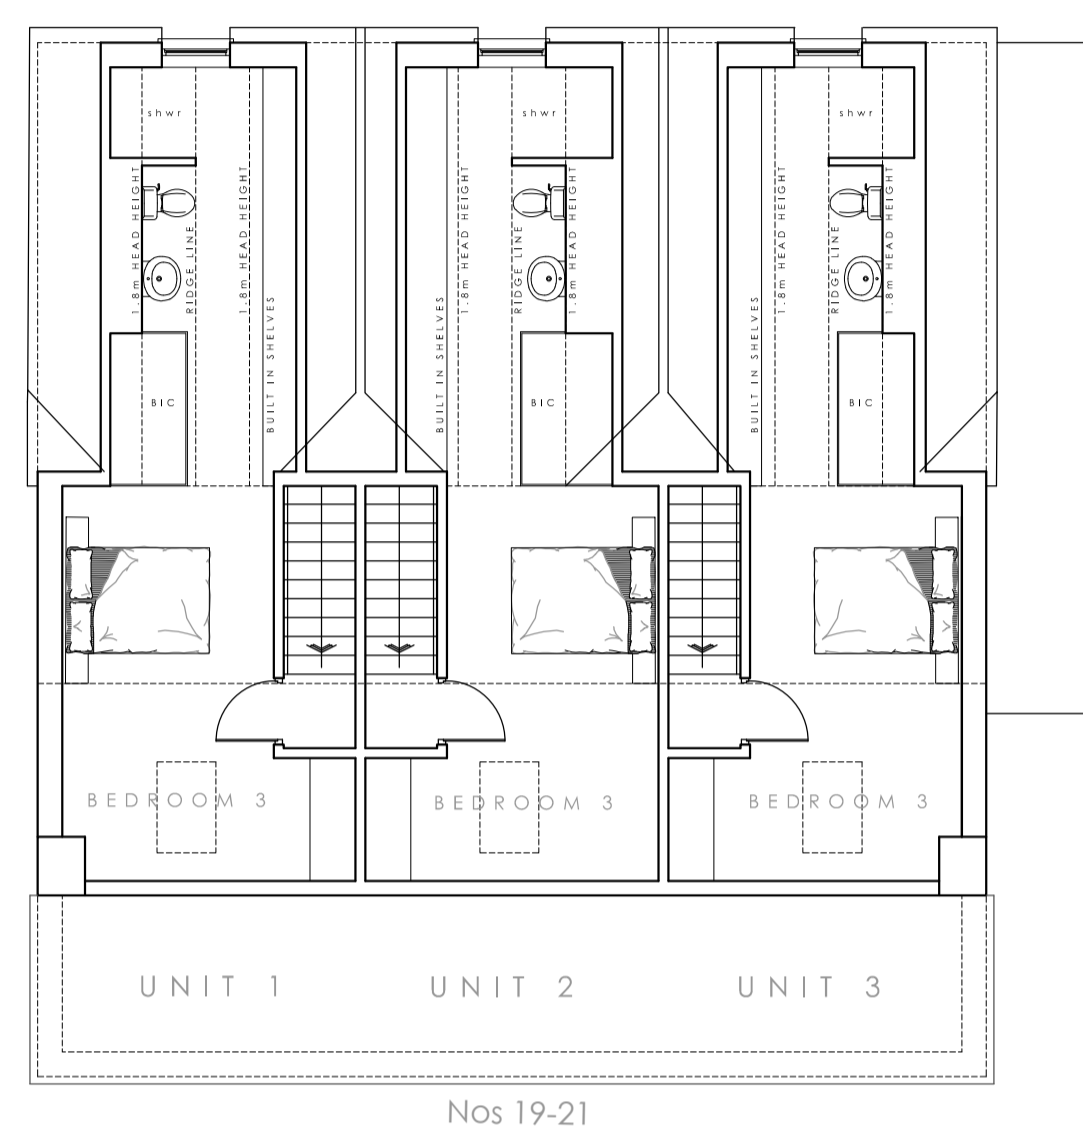 shwr
shwr
shwr
1.8m HEAD HEIGHT
RIDGE LINE
1.8m HEAD HEIGHT
BUILT IN SHELVES
BUILT IN SHELVES
1.8m HEAD HEIGHT
RIDGE LINE
1.8m HEAD HEIGHT
BUILT IN SHELVES
1.8m HEAD HEIGHT
RIDGE LINE
1.8m HEAD HEIGHT
BIC
BIC
BIC
BEDROOM 3
BEDROOM 3
BEDROOM 3
UNIT 1
UNIT 2
UNIT 3
Nos 19-21